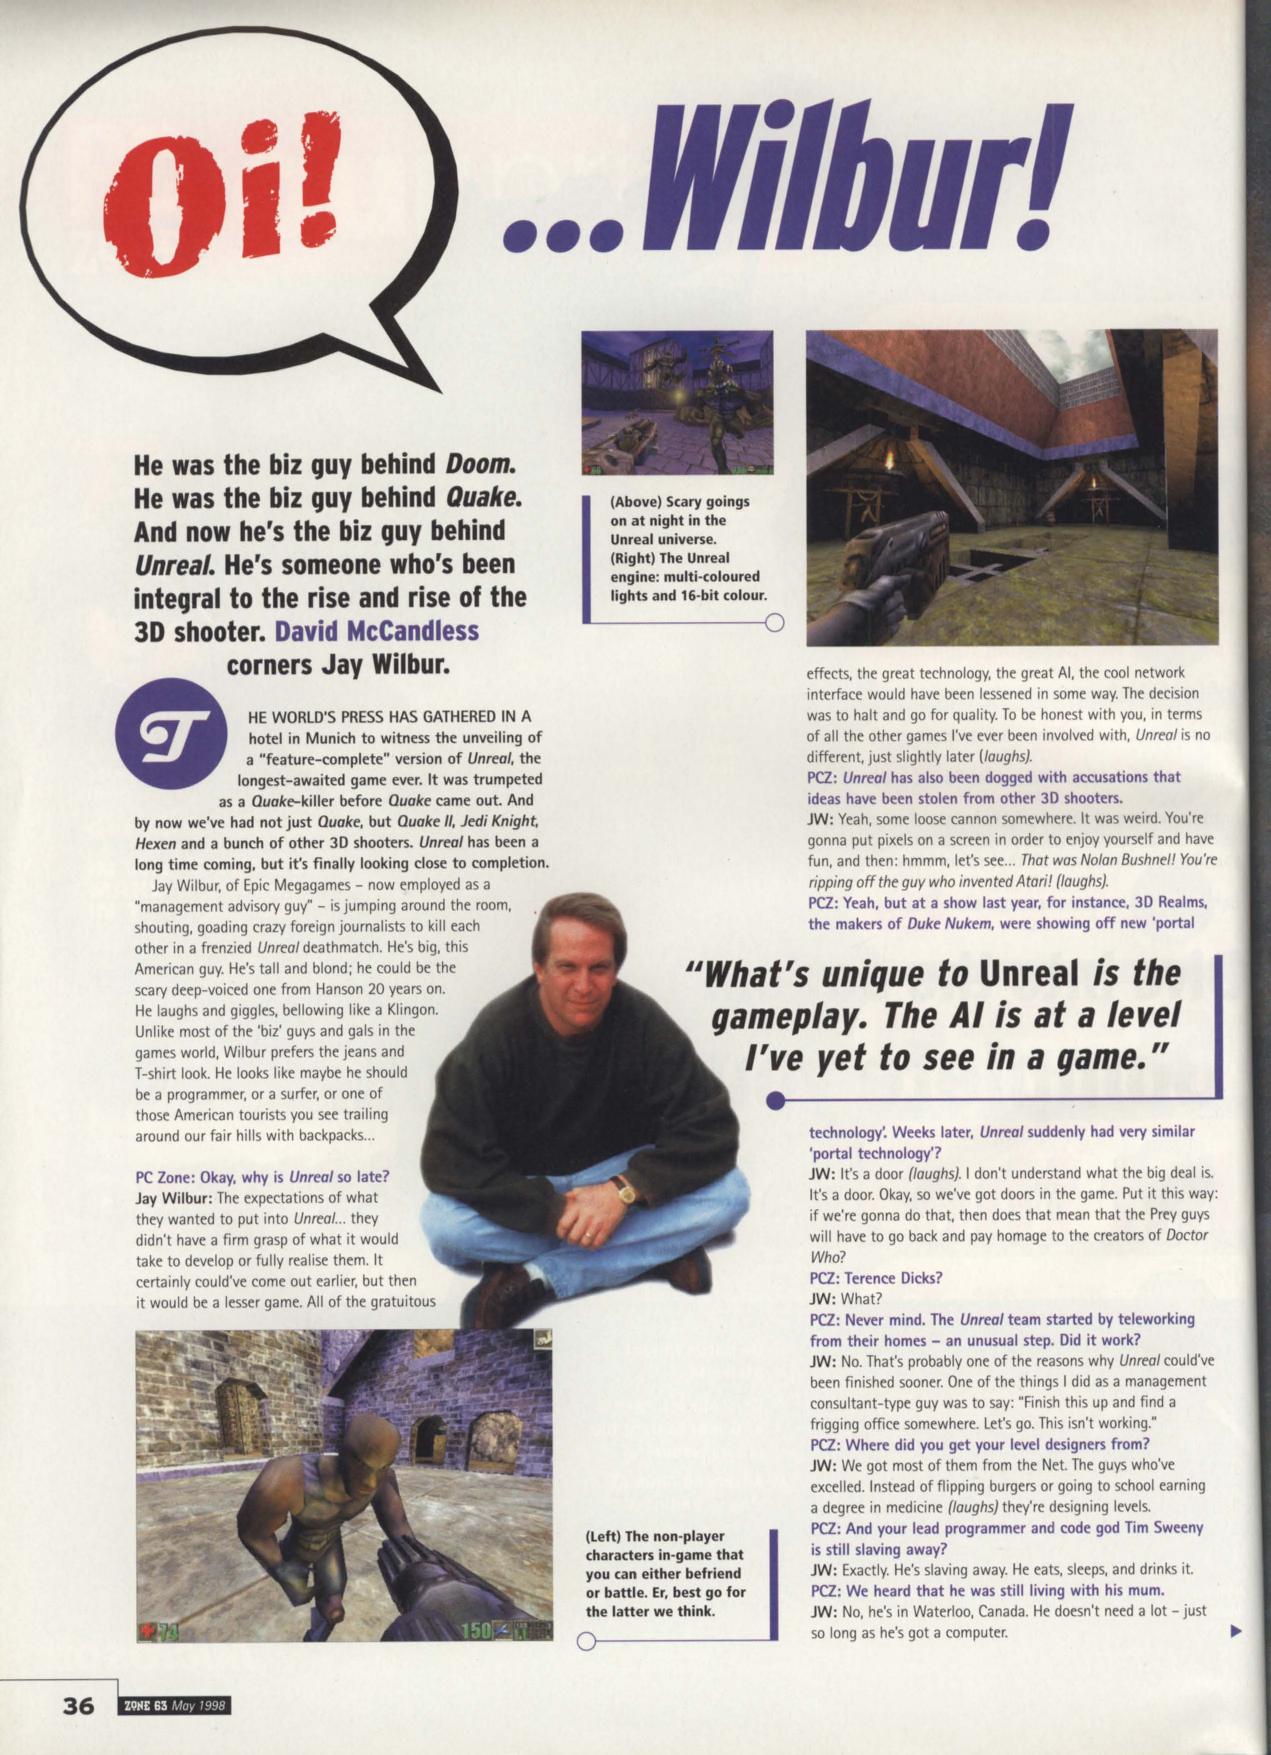 Oi!
...Wilbur!
He was the biz guy behind Doom.
He was the biz guy behind Quake.
And now he's the biz guy behind
Unreal. He's someone who's been
integral to the rise and rise of the
3D shooter. David McCandless
corners Jay Wilbur.
THE WORLD'S PRESS HAS GATHERED IN A
hotel in Munich to witness the unveiling of
a "feature-complete" version of Unreal, the
longest-awaited game ever. It was trumpeted
as a Quake-killer before Quake came out. And
by now we've had not just Quake, but Quake II, Jedi Knight,
Hexen and a bunch of other 3D shooters. Unreal has been a
long time coming, but it's finally looking close to completion.
Jay Wilbur, of Epic Megagames – now employed as a
"management advisory guy" – is jumping around the room,
shouting, goading crazy foreign journalists to kill each
other in a frenzied Unreal deathmatch. He's big, this
American guy. He's tall and blond; he could be the
scary deep-voiced one from Hanson 20 years on.
He laughs and giggles, bellowing like a Klingon.
Unlike most of the 'biz' guys and gals in the
games world, Wilbur prefers the jeans and
T-shirt look. He looks like maybe he should
be a programmer, or a surfer, or one of
those American tourists you see trailing
around our fair hills with backpacks...
PC Zone: Okay, why is Unreal so late?
Jay Wilbur: The expectations of what
they wanted to put into Unreal... they
didn't have a firm grasp of what it would
take to develop or fully realise them. It
certainly could've come out earlier, but then
it would be a lesser game. All of the gratuitous
74
150
(Left) The non-player
characters in-game that
you can either befriend
or battle. Er, best go for
the latter we think.
(Above) Scary goings
on at night in the
Unreal universe.
(Right) The Unreal
engine: multi-coloured
lights and 16-bit colour.
effects, the great technology, the great AI, the cool network
interface would have been lessened in some way. The decision
was to halt and go for quality. To be honest with you, in terms
of all the other games I've ever been involved with, Unreal is no
different, just slightly later (laughs).
PCZ: Unreal has also been dogged with accusations that
ideas have been stolen from other 3D shooters.
JW: Yeah, some loose cannon somewhere. It was weird. You're
gonna put pixels on a screen in order to enjoy yourself and have
fun, and then: hmmm, let's see... That was Nolan Bushnel! You're
ripping off the guy who invented Atari! (laughs).
PCZ: Yeah, but at a show last year, for instance, 3D Realms,
the makers of Duke Nukem, were showing off new 'portal
"What's unique to Unreal is the
gameplay. The AI is at a level
I've yet to see in a game."
technology'. Weeks later, Unreal suddenly had very similar
'portal technology'?
JW: It's a door (laughs). I don't understand what the big deal is.
It's a door. Okay, so we've got doors in the game. Put it this way:
if we're gonna do that, then does that mean that the Prey guys
will have to go back and pay homage to the creators of Doctor
Who?
PCZ: Terence Dicks?
JW: What?
PCZ: Never mind. The Unreal team started by teleworking
from their homes – an unusual step. Did it work?
JW: No. That's probably one of the reasons why Unreal could've
been finished sooner. One of the things I did as a management
consultant-type guy was to say: "Finish this up and find a
frigging office somewhere. Let's go. This isn't working."
PCZ: Where did you get your level designers from?
JW: We got most of them from the Net. The guys who've
excelled. Instead of flipping burgers or going to school earning
a degree in medicine (laughs) they're designing levels.
PCZ: And your lead programmer and code god Tim Sweeny
is still slaving away?
JW: Exactly. He's slaving away. He eats, sleeps, and drinks it.
PCZ: We heard that he was still living with his mum.
JW: No, he's in Waterloo, Canada. He doesn't need a lot – just
so long as he's got a computer.
36
ZONE 63 May 1998